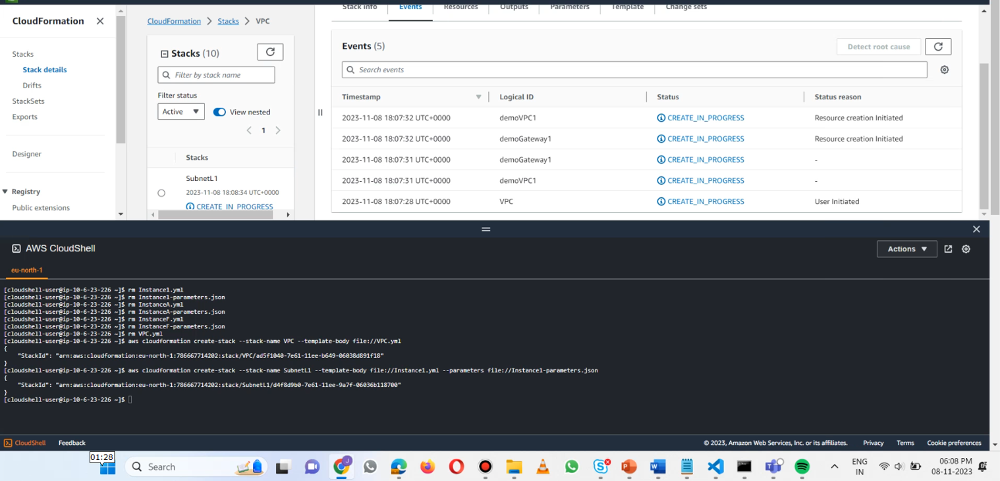 Stack info Events Resources Outputs Parameters Template Change sets
CloudFormation
Stacks
Stack details
Drifts
StackSets
Exports
Designer
Registry
Public extensions
CloudFormation Stacks VPC
Stacks (10)
Filter by stack name
Filter status
Active View nested
1
Stacks
SubnetL1
2023-11-08 18:08:34 UTC+0000
CREATE_IN_PROGRESS
Events (5)
Detect root cause
Search events
Timestamp Logical ID Status Status reason
2023-11-08 18:07:32 UTC+0000 demoVPC1 CREATE_IN_PROGRESS Resource creation Initiated
2023-11-08 18:07:32 UTC+0000 demoGateway1 CREATE_IN_PROGRESS Resource creation Initiated
2023-11-08 18:07:31 UTC+0000 demoGateway1 CREATE_IN_PROGRESS -
2023-11-08 18:07:31 UTC+0000 demoVPC1 CREATE_IN_PROGRESS -
2023-11-08 18:07:28 UTC+0000 VPC CREATE_IN_PROGRESS User Initiated
AWS CloudShell
Actions
eu-north-1
[cloudshell-user@ip-10-6-23-226 ~]$ rm Instance1.yml
[cloudshell-user@ip-10-6-23-226 ~]$ rm Instance1-parameters.json
[cloudshell-user@ip-10-6-23-226 ~]$ rm InstanceA.yml
[cloudshell-user@ip-10-6-23-226 ~]$ rm InstanceA-parameters.json
[cloudshell-user@ip-10-6-23-226 ~]$ rm InstanceF.yml
[cloudshell-user@ip-10-6-23-226 ~]$ rm InstanceF-parameters.json
[cloudshell-user@ip-10-6-23-226 ~]$ rm VPC.yml
[cloudshell-user@ip-10-6-23-226 ~]$ aws cloudformation create-stack --stack-name VPC --template-body file://VPC.yml
{
"StackId": "arn:aws:cloudformation:eu-north-1:786667714202:stack/VPC/ad5f1040-7e61-11ee-b649-06038d891f18"
}
[cloudshell-user@ip-10-6-23-226 ~]$ aws cloudformation create-stack --stack-name SubnetL1 --template-body file://Instance1.yml --parameters file://Instance1-parameters.json
{
"StackId": "arn:aws:cloudformation:eu-north-1:786667714202:stack/SubnetL1/d4f8d9b0-7e61-11ee-9a7f-06036b118700"
}
[cloudshell-user@ip-10-6-23-226 ~]$
CloudShell Feedback © 2023, Amazon Web Services, Inc. or its affiliates. Privacy Terms Cookie preferences
01:28
Search
ENG
IN
06:08 PM
08-11-2023